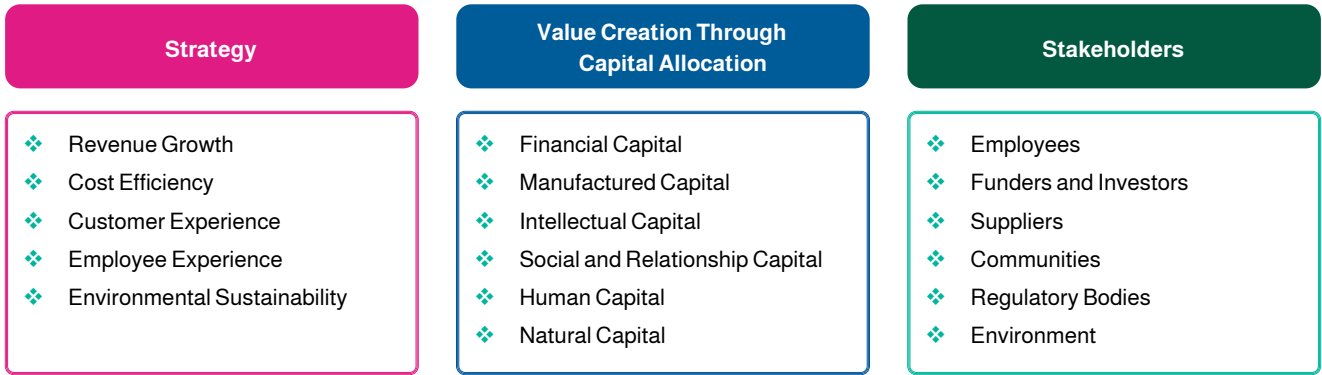 Strategy
Revenue Growth
Cost Efficiency
Customer Experience
Employee Experience
Environmental Sustainability
Value Creation Through
Capital Allocation
Financial Capital
Manufactured Capital
Intellectual Capital
Social and Relationship Capital
Human Capital
Natural Capital
Stakeholders
Employees
Funders and Investors
Suppliers
Communities
Regulatory Bodies
Environment